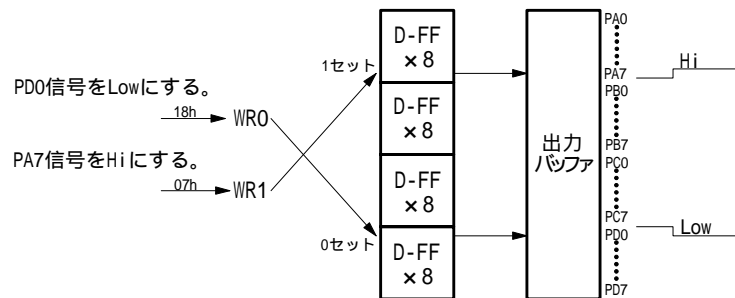 PD0信号をLowにする。
18h
WR0
PA7信号をHiにする。
07h
WR1
1セット
0セット
D-FF
×8
D-FF
×8
D-FF
×8
D-FF
×8
出力
バッファ
PA0
PA7
PB0
PB7
PC0
PC7
PD0
PD7
Hi
Low